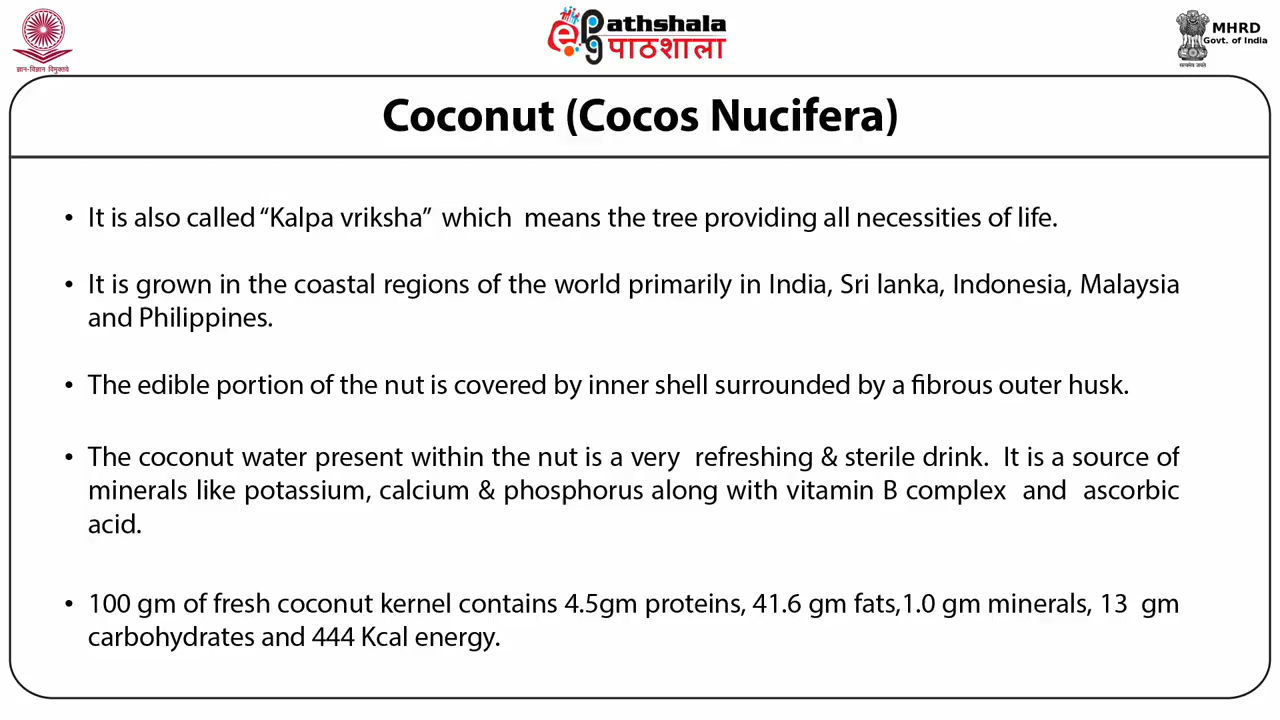 ज्ञान-विज्ञान विमुक्तये
ePathshala
पाठशाला
MHRD
Govt. of India
सत्यमेव जयते
Coconut (Cocos Nucifera)
• It is also called “Kalpa vriksha” which means the tree providing all necessities of life.
• It is grown in the coastal regions of the world primarily in India, Sri lanka, Indonesia, Malaysia
and Philippines.
• The edible portion of the nut is covered by inner shell surrounded by a fibrous outer husk.
• The coconut water present within the nut is a very refreshing & sterile drink. It is a source of
minerals like potassium, calcium & phosphorus along with vitamin B complex and ascorbic
acid.
• 100 gm of fresh coconut kernel contains 4.5gm proteins, 41.6 gm fats,1.0 gm minerals, 13 gm
carbohydrates and 444 Kcal energy.